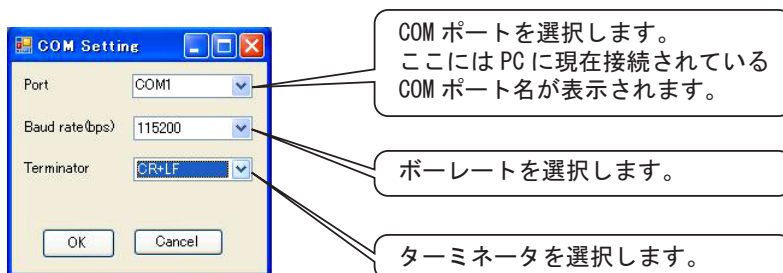 COM Setting
Port
COM1
Baud rate(bps)
115200
Terminator
CR+LF
OK
Cancel
COM ポートを選択します。
ここには PC に現在接続されている
COM ポート名が表示されます。
ボーレートを選択します。
ターミネータを選択します。